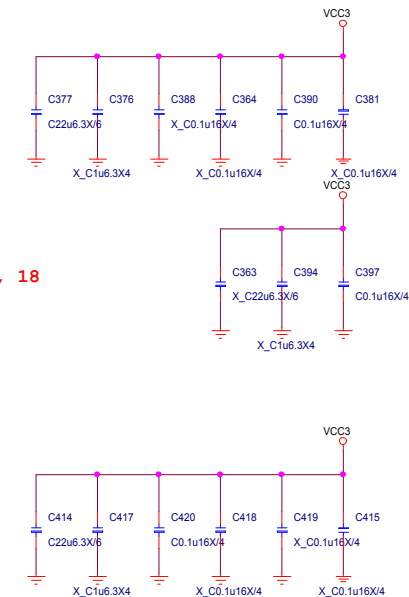 VCC3
C377 C376 C388 C364 C390 C381
C22u6.3X/6 X_C0.1u16X/4 C0.1u16X/4
X_C1u6.3X4 X_C0.1u16X/4 X_C0.1u16X/4
VCC3
, 18
C363 C394 C397
X_C22u6.3X/6 C0.1u16X/4
X_C1u6.3X4
VCC3
C414 C417 C420 C418 C419 C415
C22u6.3X/6 C0.1u16X/4 X_C0.1u16X/4
X_C1u6.3X4 X_C0.1u16X/4 X_C0.1u16X/4